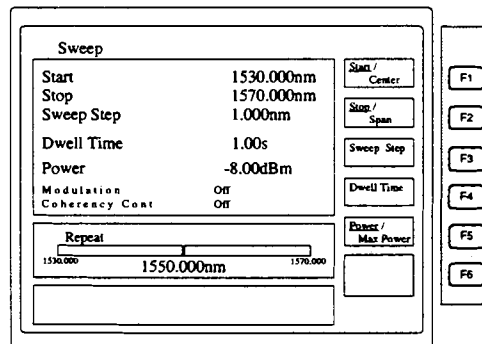 Sweep
Start 1530.000nm
Stop 1570.000nm
Sweep Step 1.000nm
Dwell Time 1.00s
Power -8.00dBm
Modulation Off
Coherency Cont Off
Repeat
1530.000 1550.000nm 1570.000
Start /
Center
Stop /
Span
Sweep Step
Dwell Time
Power /
Max Power
F1
F2
F3
F4
F5
F6